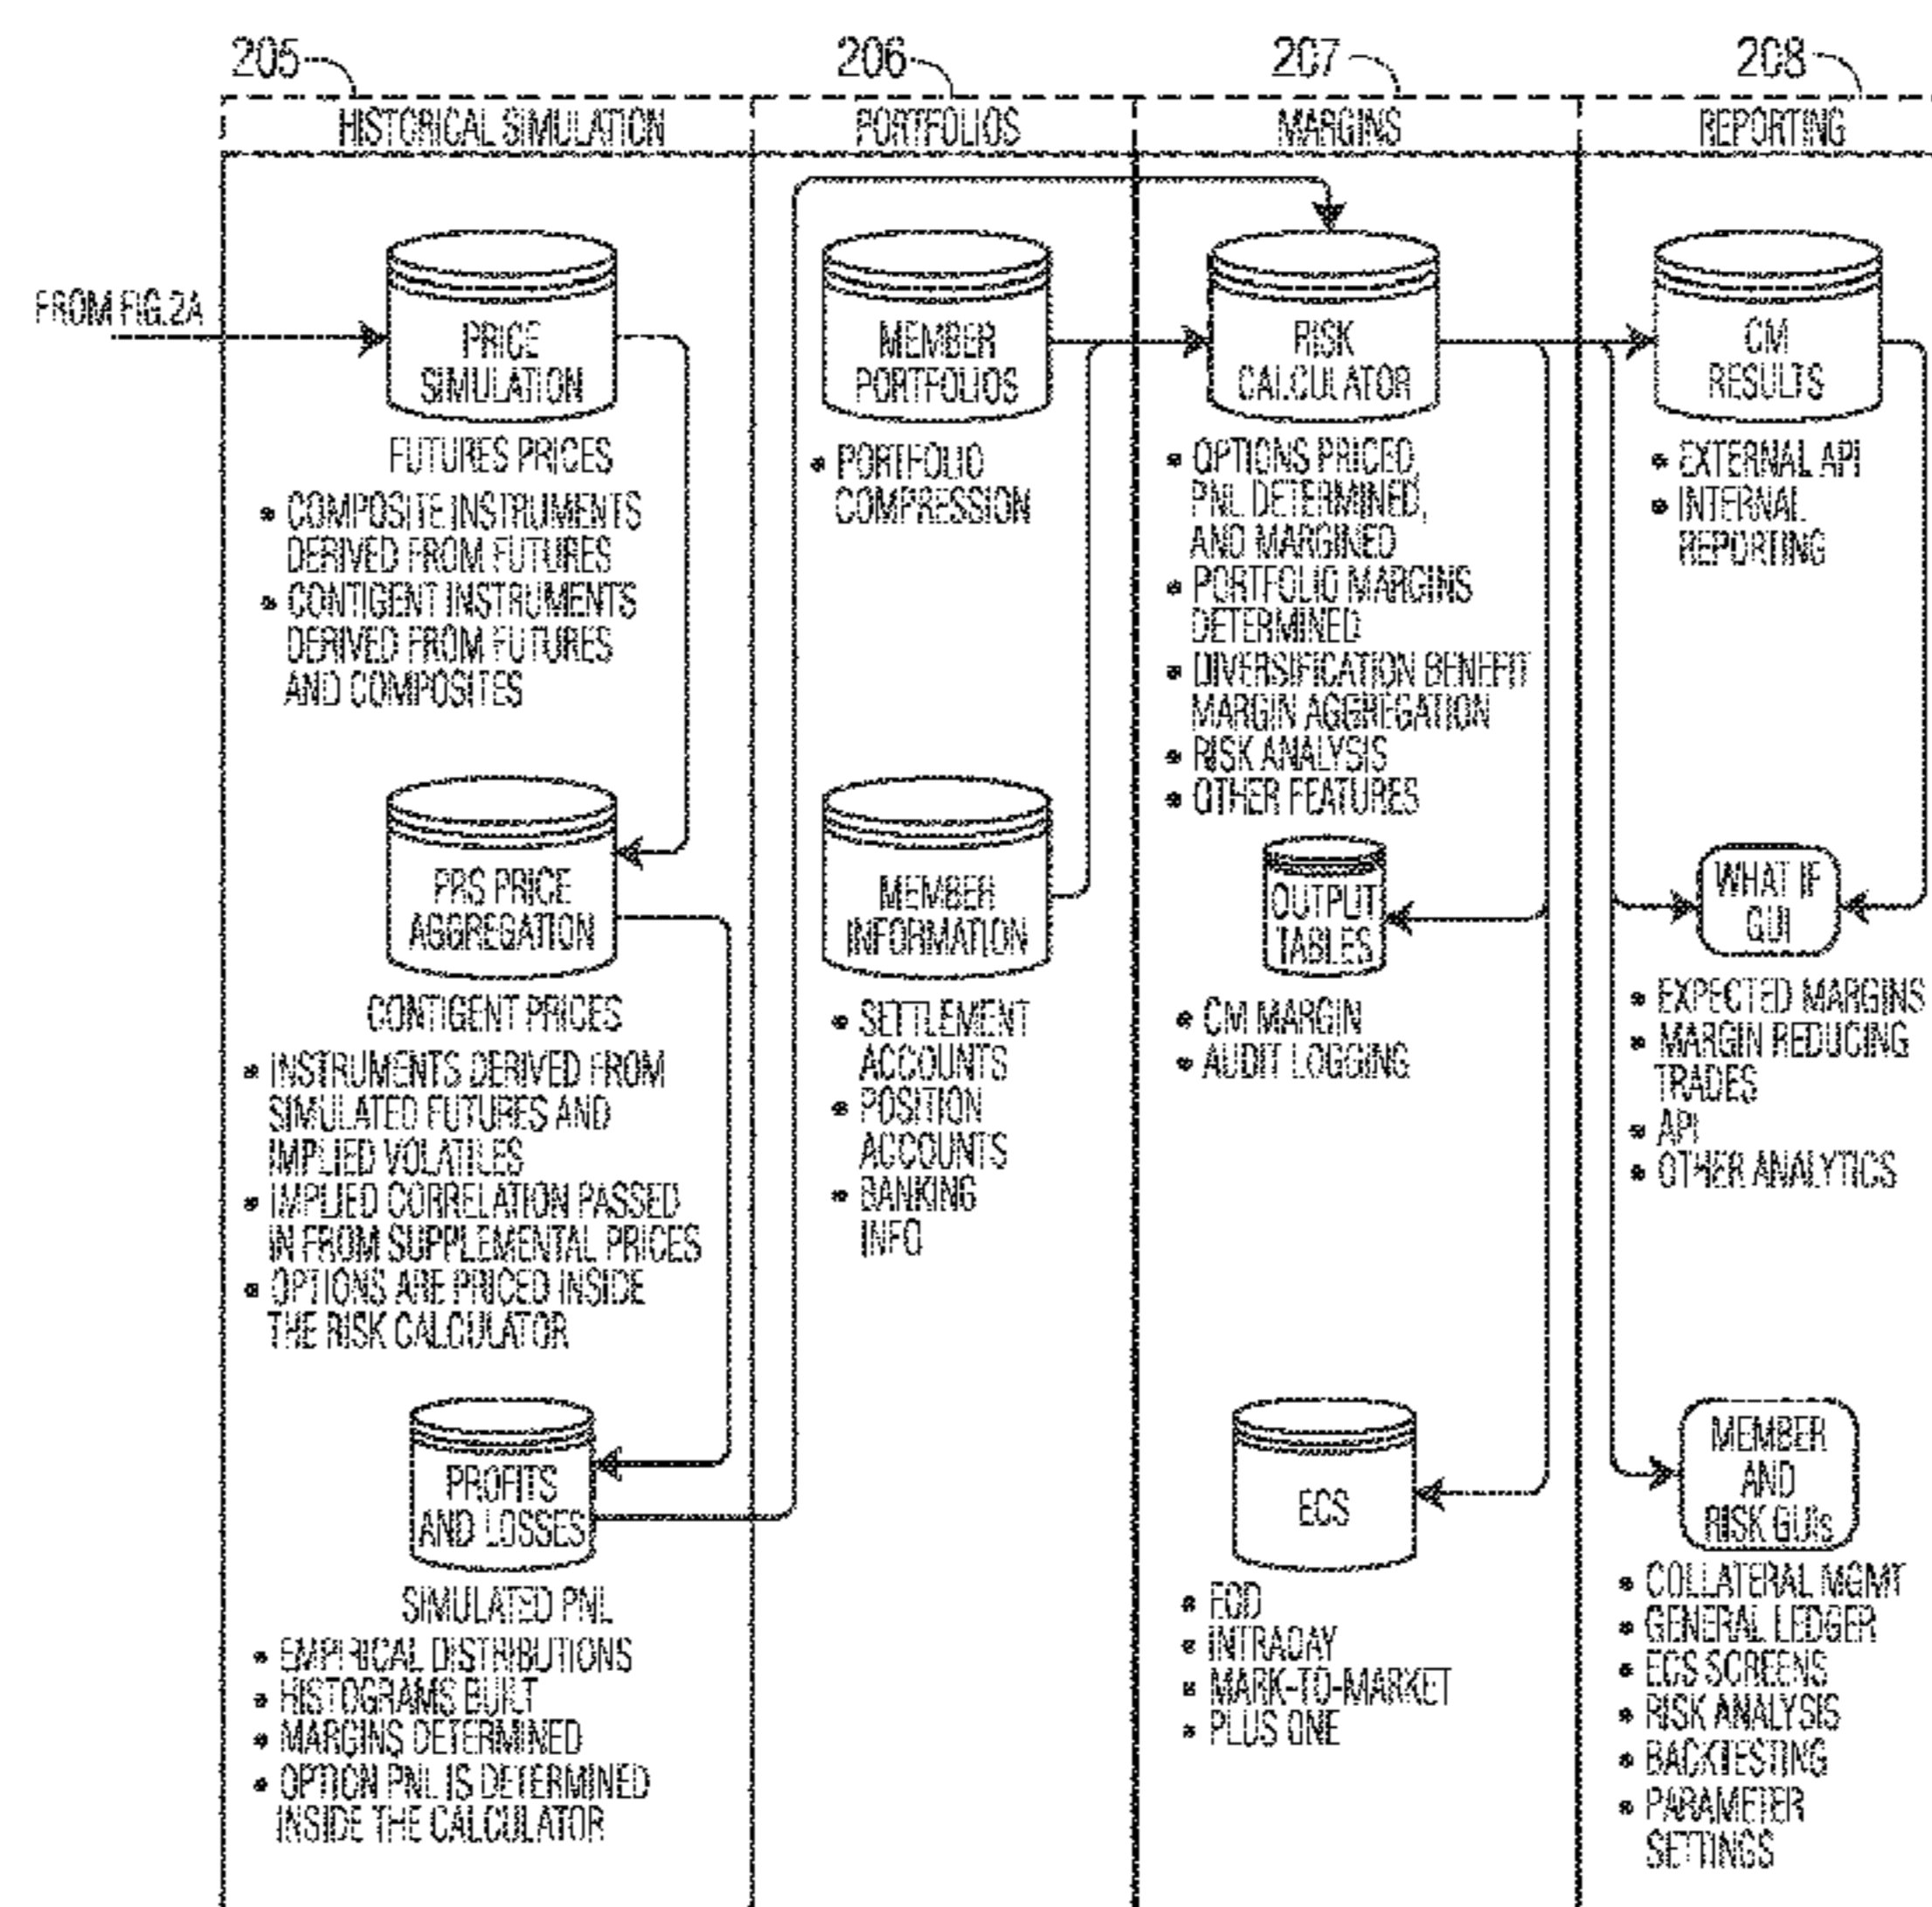 205
206
207
208
HISTORICAL SIMULATION
PORTFOLIOS
MARGINS
REPORTING
FROM FIG.2A
PRICE
SIMULATION
FUTURES PRICES
• COMPOSITE INSTRUMENTS
DERIVED FROM FUTURES
• CONTIGENT INSTRUMENTS
DERIVED FROM FUTURES
AND COMPOSITES
PRS PRICE
AGGREGATION
CONTIGENT PRICES
• INSTRUMENTS DERIVED FROM
SIMULATED FUTURES AND
IMPLIED VOLATILES
• IMPLIED CORRELATION PASSED
IN FROM SUPPLEMENTAL PRICES
• OPTIONS ARE PRICED INSIDE
THE RISK CALCULATOR
PROFITS
AND LOSSES
SIMULATED PNL
• EMPIRICAL DISTRIBUTIONS
• HISTOGRAMS BUILT
• MARGINS DETERMINED
• OPTION PNL IS DETERMINED
INSIDE THE CALCULATOR
MEMBER
PORTFOLIOS
• PORTFOLIO
COMPRESSION
MEMBER
INFORMATION
• SETTLEMENT
ACCOUNTS
• POSITION
ACCOUNTS
• BANKING
INFO
RISK
CALCULATOR
• OPTIONS PRICED,
PNL DETERMINED,
AND MARGINED
• PORTFOLIO MARGINS
DETERMINED
• DIVERSIFICATION BENEFIT
MARGIN AGGREGATION
• RISK ANALYSIS
• OTHER FEATURES
OUTPUT
TABLES
• CM MARGIN
• AUDIT LOGGING
ECS
• EOD
• INTRADAY
• MARK-TO-MARKET
• PLUS ONE
CM
RESULTS
• EXTERNAL API
• INTERNAL
REPORTING
WHAT IF
GUI
• EXPECTED MARGINS
• MARGIN REDUCING
TRADES
• API
• OTHER ANALYTICS
MEMBER
AND
RISK GUIs
• COLLATERAL MGMT
• GENERAL LEDGER
• ECS SCREENS
• RISK ANALYSIS
• BACKTESTING
• PARAMETER
SETTINGS